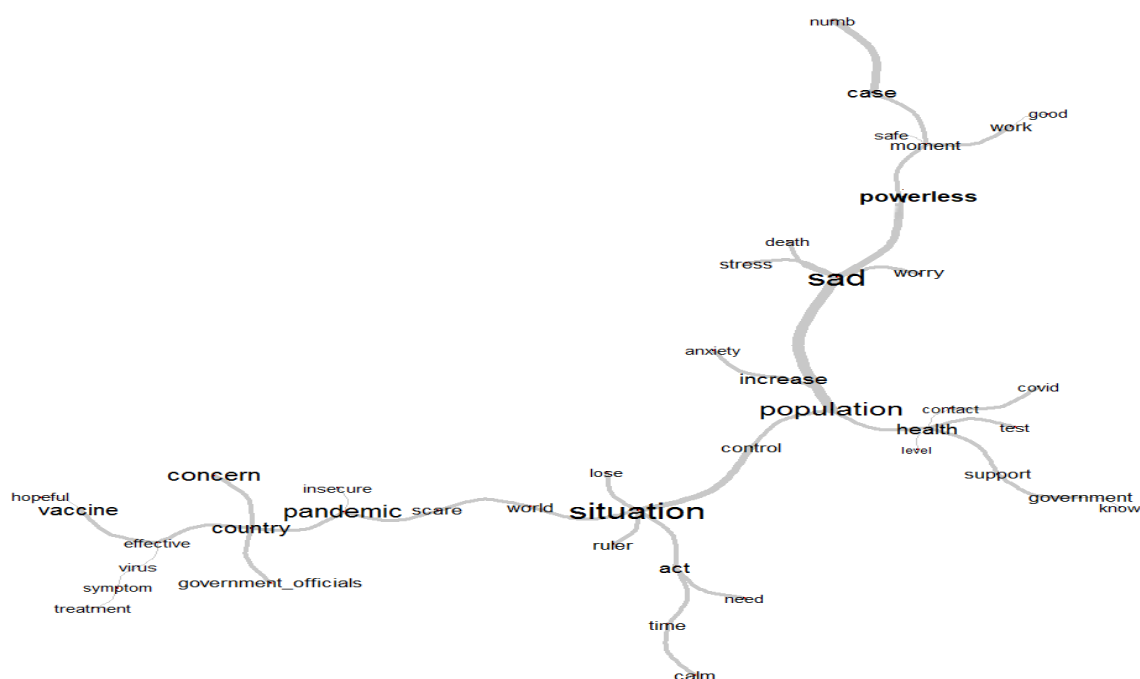 numb
case
good
work
safe
moment
powerless
death
stress
worry
sad
anxiety
increase
covid
population
contact
health
test
level
control
support
lose
concern
insecure
hopeful
vaccine
government
know
scare
world
situation
pandemic
country
effective
ruler
virus
act
government_officials
symptom
need
treatment
time
calm